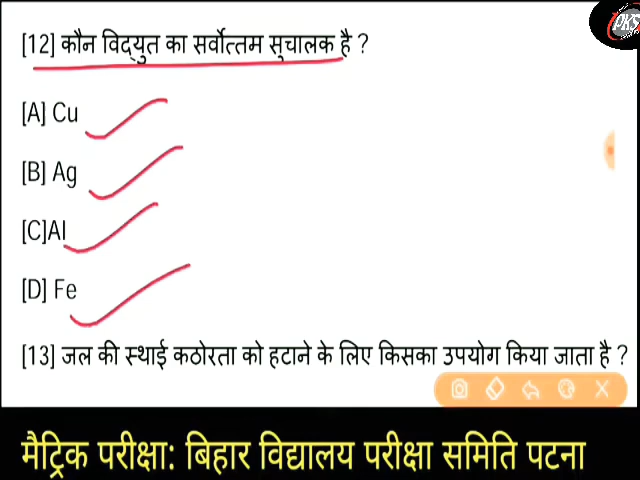 PKS
[12] कौन विद्युत का सर्वोत्तम सुचालक है ?
[A] Cu
[B] Ag
[C]Al
[D] Fe
[13] जल की स्थाई कठोरता को हटाने के लिए किसका उपयोग किया जाता है ?
मैट्रिक परीक्षा: बिहार विद्यालय परीक्षा समिति पटना